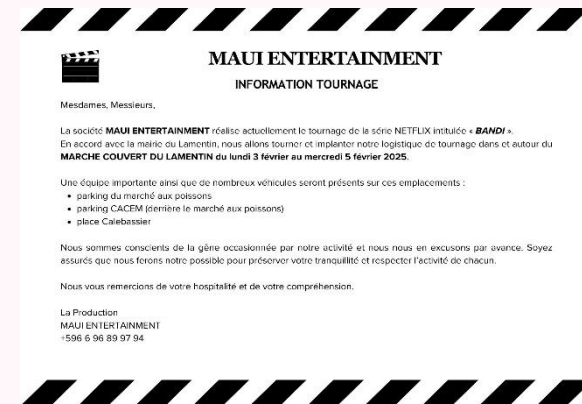 MAUI ENTERTAINMENT
INFORMATION TOURNAGE
Mesdames, Messieurs,
La société MAUI ENTERTAINMENT réalise actuellement le tournage de la série NETFLIX intitulée « BANDI ».
En accord avec la mairie du Lamentin, nous allons tourner et implanter notre logistique de tournage dans et autour du
MARCHE COUVERT DU LAMENTIN du lundi 3 février au mercredi 5 février 2025.
Une équipe importante ainsi que de nombreux véhicules seront présents sur ces emplacements :
• parking du marché aux poissons
• parking CACEM (derrière le marché aux poissons)
• place Calebassier
Nous sommes conscients de la gêne occasionnée par notre activité et nous nous en excusons par avance. Soyez
assurés que nous ferons notre possible pour préserver votre tranquillité et respecter l'activité de chacun.
Nous vous remercions de votre hospitalité et de votre compréhension.
La Production
MAUI ENTERTAINMENT
+596 6 96 89 97 94